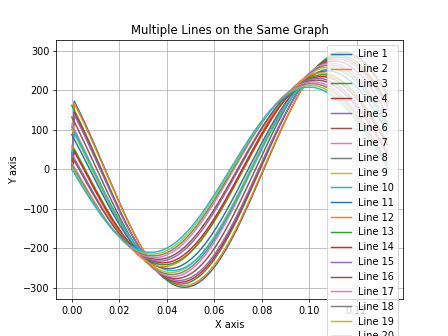 Multiple Lines on the Same Graph
300
200
100
0
−100
−200
−300
Y axis
0.00
0.02
0.04
0.06
0.08
0.10
X axis
Line 1
Line 2
Line 3
Line 4
Line 5
Line 6
Line 7
Line 8
Line 9
Line 10
Line 11
Line 12
Line 13
Line 14
Line 15
Line 16
Line 17
Line 18
Line 19
Line 20